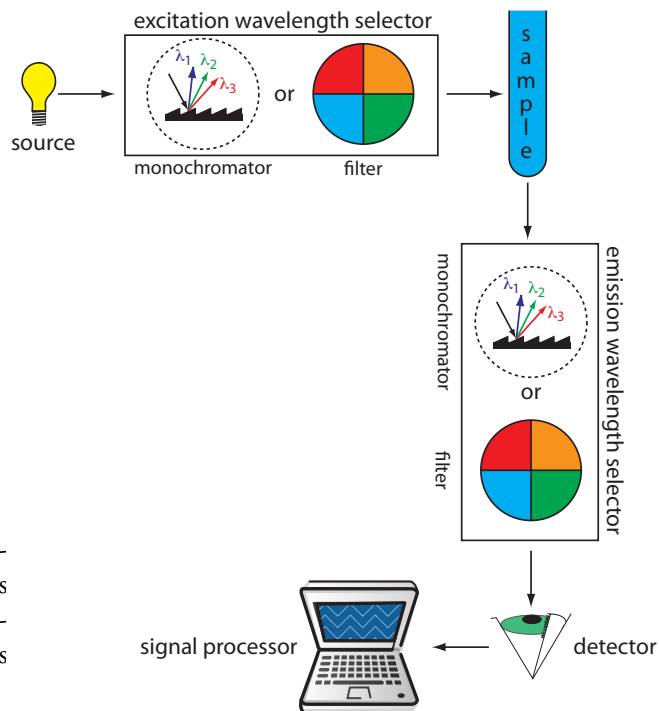 excitation wavelength selector
λ1 λ2 λ3
or
source
monochromator
filter
sample
emission wavelength selector
monochromator
λ1 λ2 λ3
or
filter
s
s
signal processor
detector